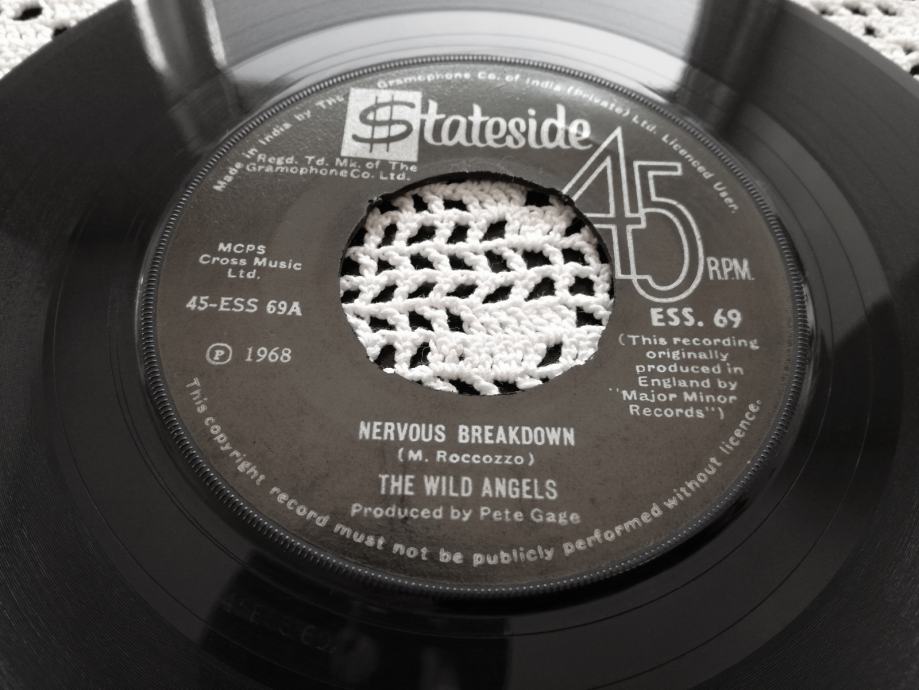 Made in India by The Gramophone Co. of India (Private) Ltd. Licenced User.
$tateside
Regd. Td. Mk. of The
Gramophone Co. Ltd.
45
R.P.M.
MCPS
Cross Music
Ltd.
45-ESS 69A
Ⓟ 1968
ESS. 69
(This recording
originally
produced in
England by
"Major Minor
Records")
NERVOUS BREAKDOWN
(M. Roccozzo)
THE WILD ANGELS
Produced by Pete Gage
This copyright record must not be publicly performed without licence.